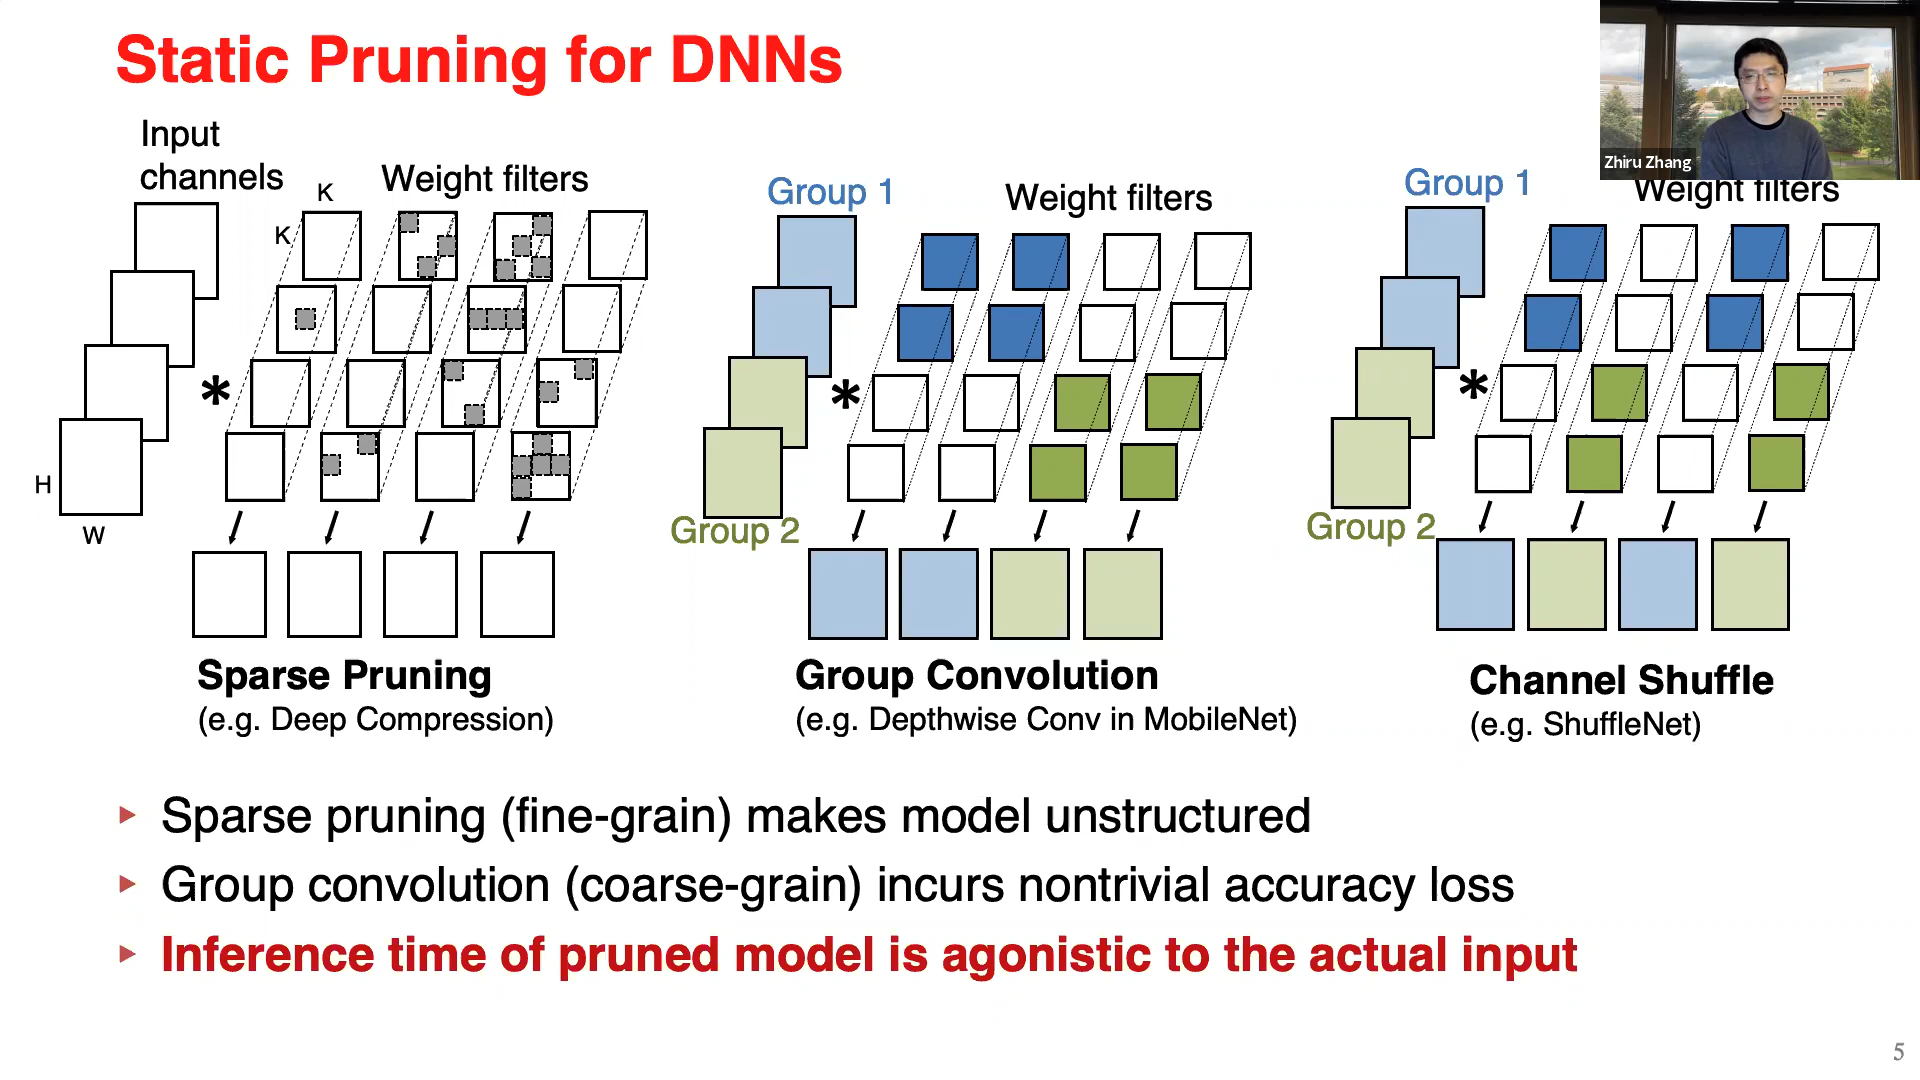 Static Pruning for DNNs
Zhiru Zhang
Input
channels
K
K
Weight filters
H
W
*
Sparse Pruning
(e.g. Deep Compression)
Group 1
Weight filters
*
Group 2
Group Convolution
(e.g. Depthwise Conv in MobileNet)
Group 1
Weight filters
*
Group 2
Channel Shuffle
(e.g. ShuffleNet)
▸ Sparse pruning (fine-grain) makes model unstructured
▸ Group convolution (coarse-grain) incurs nontrivial accuracy loss
▸ Inference time of pruned model is agonistic to the actual input
5